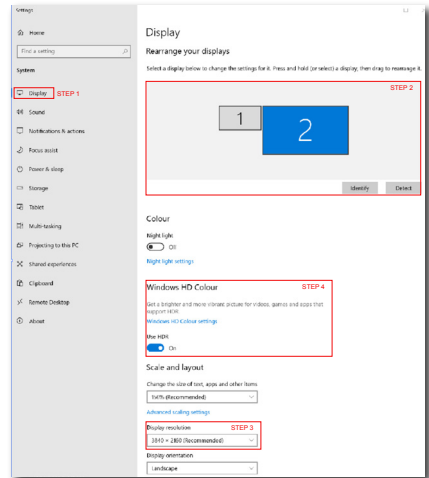 Settings
Home
Find a setting
System
Display STEP 1
Sound
Notifications & actions
Focus assist
Power & sleep
Storage
Tablet
Multi-tasking
Projecting to this PC
Shared experiences
Clipboard
Remote Desktop
About
Display
Rearrange your displays
Select a display below to change the settings for it. Press and hold (or select) a display, then drag to rearrange it.
STEP 2
1
2
Identify Detect
Colour
Night light
Off
Night light settings
Windows HD Colour STEP 4
Get a brighter and more vibrant picture for videos, games and apps that
support HDR.
Windows HD Colour settings
Use HDR
On
Scale and layout
Change the size of text, apps and other items
Advanced scaling settings
Display resolution STEP 3
3840 × 2160 (Recommended)
Display orientation
Landscape